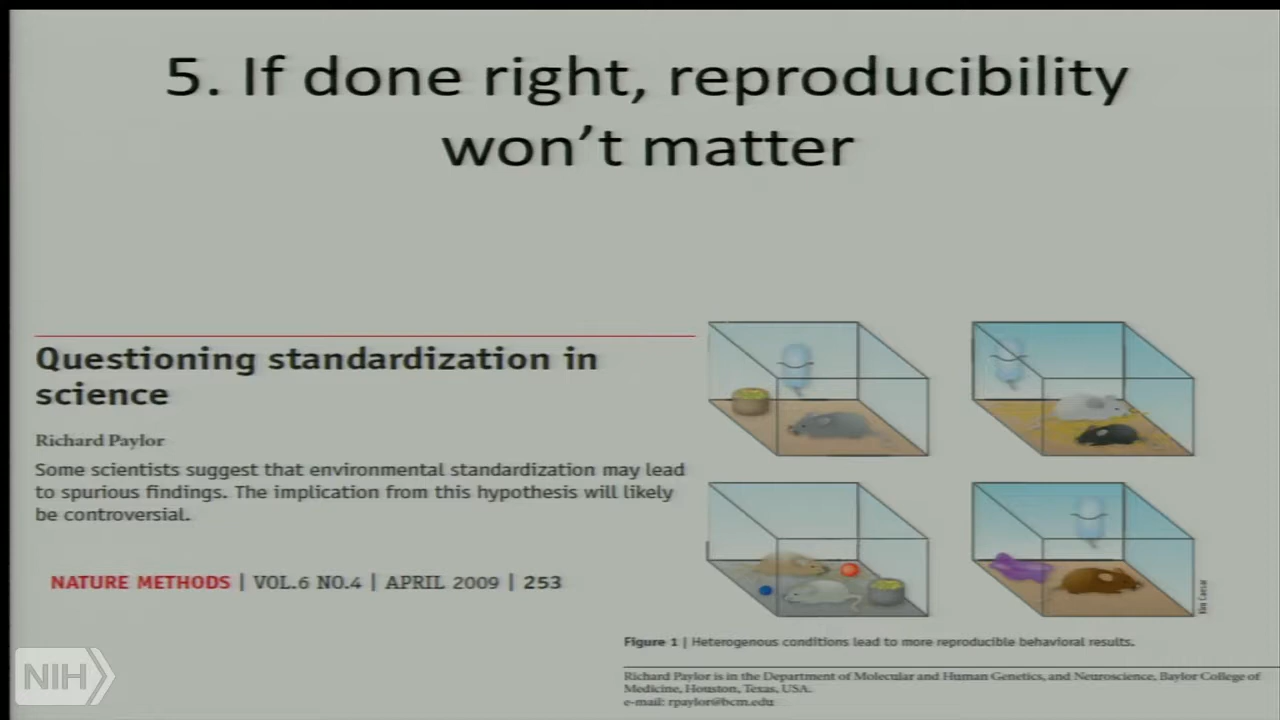 5. If done right, reproducibility
won't matter
Questioning standardization in
science
Richard Paylor
Some scientists suggest that environmental standardization may lead
to spurious findings. The implication from this hypothesis will likely
be controversial.
NATURE METHODS | VOL.6 NO.4 | APRIL 2009 | 253
Kim Caesar
Figure 1 | Heterogenous conditions lead to more reproducible behavioral results.
Richard Paylor is in the Department of Molecular and Human Genetics, and Neuroscience, Baylor College of
Medicine, Houston, Texas, USA.
e-mail: rpaylor@bcm.edu
NIH